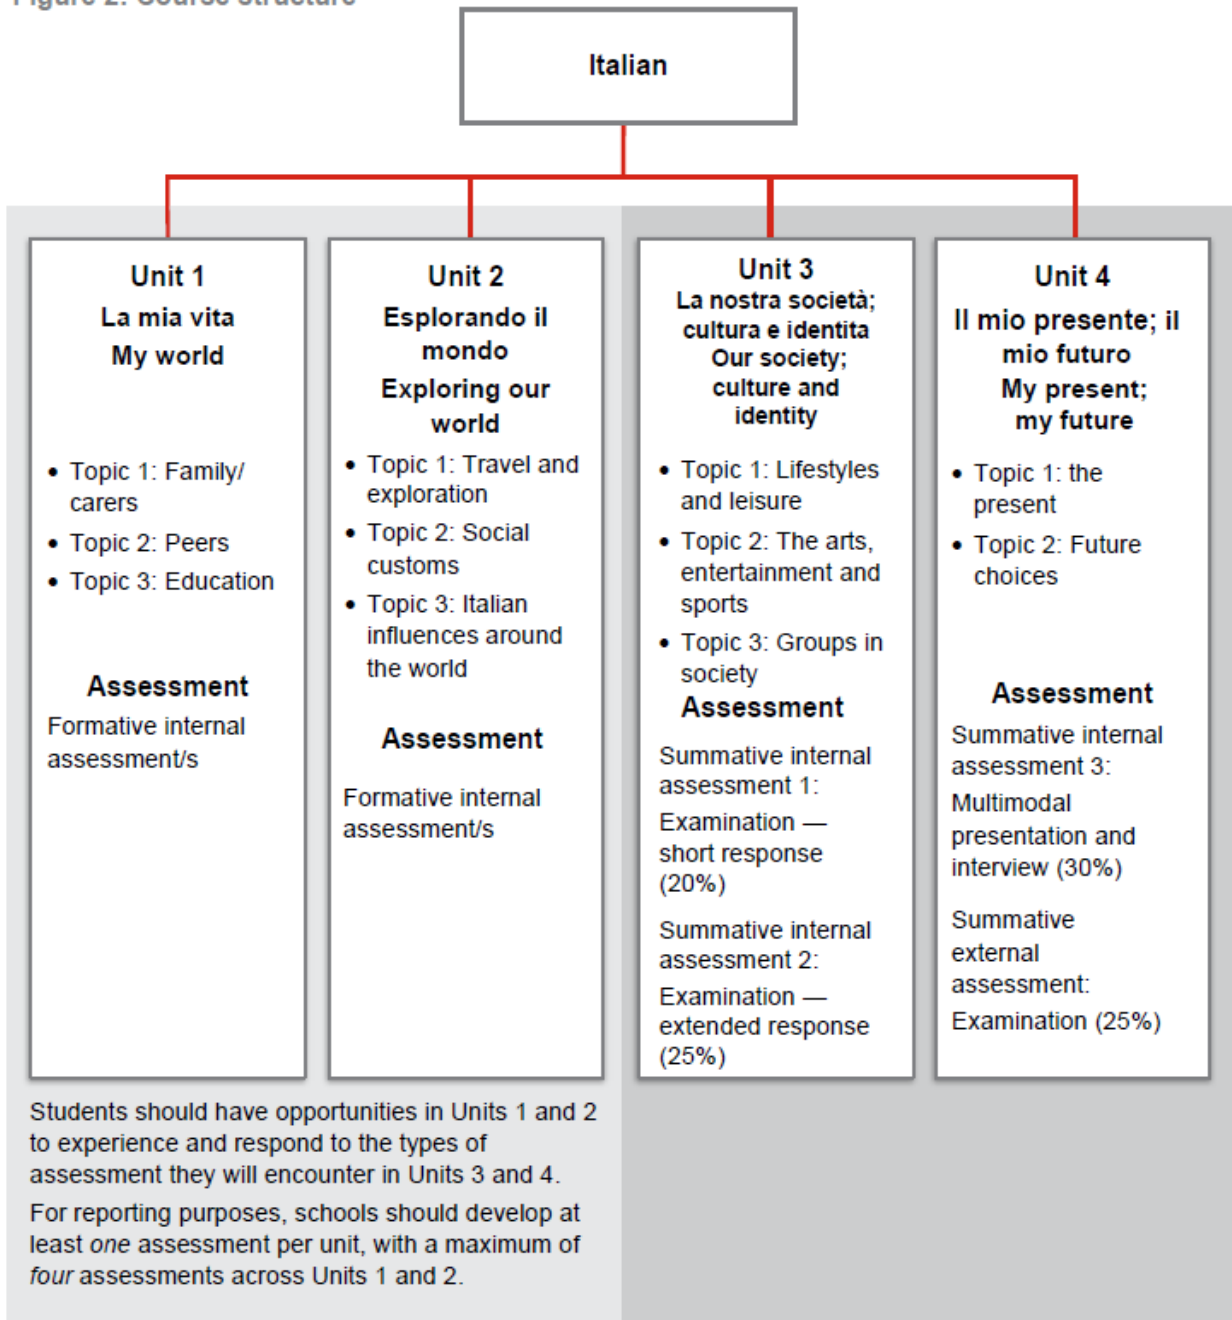 Figure 2: Course structure
Italian
Unit 1
La mia vita
My world
• Topic 1: Family/
carers
• Topic 2: Peers
• Topic 3: Education
Assessment
Formative internal
assessment/s
Unit 2
Esplorando il
mondo
Exploring our
world
• Topic 1: Travel and
exploration
• Topic 2: Social
customs
• Topic 3: Italian
influences around
the world
Assessment
Formative internal
assessment/s
Unit 3
La nostra società;
cultura e identita
Our society;
culture and
identity
• Topic 1: Lifestyles
and leisure
• Topic 2: The arts,
entertainment and
sports
• Topic 3: Groups in
society
Assessment
Summative internal
assessment 1:
Examination —
short response
(20%)
Summative internal
assessment 2:
Examination —
extended response
(25%)
Unit 4
Il mio presente; il
mio futuro
My present;
my future
• Topic 1: the
present
• Topic 2: Future
choices
Assessment
Summative internal
assessment 3:
Multimodal
presentation and
interview (30%)
Summative
external
assessment:
Examination (25%)
Students should have opportunities in Units 1 and 2
to experience and respond to the types of
assessment they will encounter in Units 3 and 4.
For reporting purposes, schools should develop at
least one assessment per unit, with a maximum of
four assessments across Units 1 and 2.